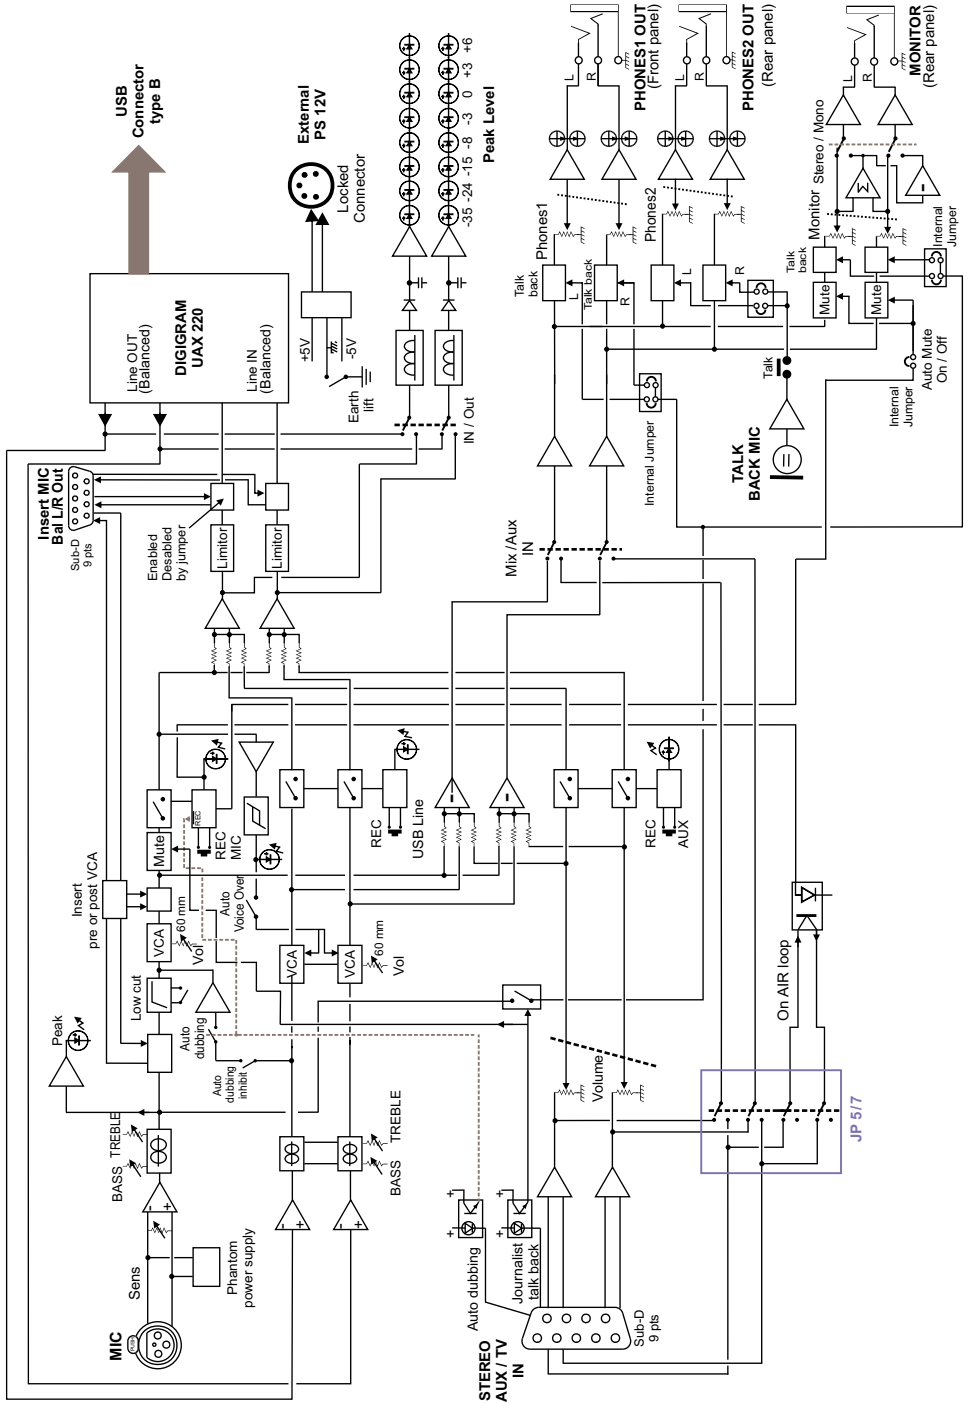 USB
Connector
type B
External
PS 12V
Locked
Connector
+6
+3
0
-3
-8
-15
-24
-35
Peak Level
DIGIGRAM
UAX 220
Line OUT
(Balanced)
Line IN
(Balanced)
+5V
-5V
Earth
lift
IN / Out
Insert MIC
Bal L/R Out
Sub-D
9 pts
Enabled
Desabled
by jumper
Limitor
Limitor
PHONES1 OUT
(Front panel)
L
R
PHONES2 OUT
(Rear panel)
L
R
MONITOR
(Rear panel)
L
R
Stereo / Mono
Σ
Phones1
Phones2
Monitor
Talk
back
L
Talk back
R
L
R
Talk
back
Mute
Mute
Internal
Jumper
Auto Mute
On / Off
Internal
Jumper
Talk
TALK
BACK MIC
Internal Jumper
Mix /Aux
IN
Insert
pre or post VCA
Mute
REC
REC
MIC
VCA
60 mm
Vol
Low cut
Peak
Auto
dubbing
Auto
dubbing
inhibit
Auto
Voice Over
VCA
VCA
60 mm
Vol
REC
USB Line
REC
AUX
BASS
TREBLE
BASS
TREBLE
Sens
Phantom
power supply
MIC
PUSH
On AIR loop
Volume
JP 5/7
Auto dubbing
Journalist
talk back
STEREO
AUX / TV
IN
Sub-D
9 pts